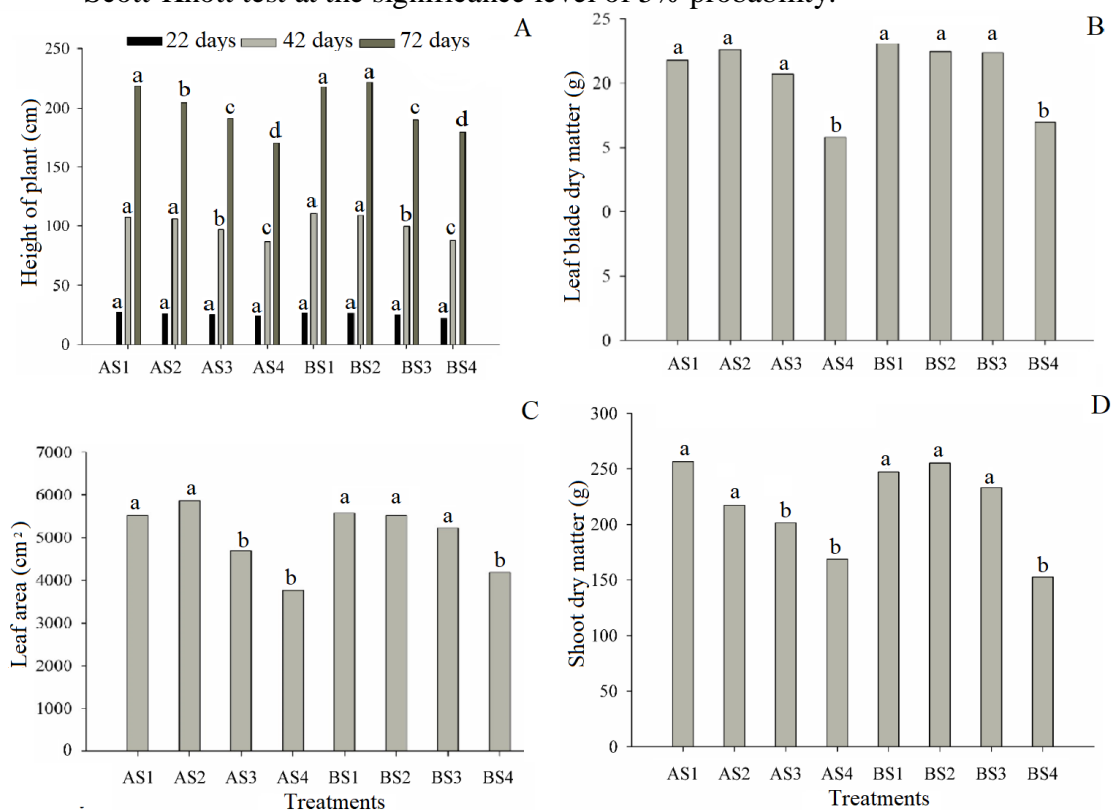 Scott-Knott test at the significance level of 5% probability.
A
22 days 42 days 72 days
Height of plant (cm)
250
200
150
100
50
0
a a a
a a b
a b c
a c d
a a a
a a a
a b c
a c d
AS1 AS2 AS3 AS4 BS1 BS2 BS3 BS4
B
Leaf blade dry matter (g)
25
20
5
0
5
0
a a a b a a a b
AS1 AS2 AS3 AS4 BS1 BS2 BS3 BS4
C
Leaf area (cm²)
7000
6000
5000
4000
3000
2000
1000
0
a a b b a a a b
AS1 AS2 AS3 AS4 BS1 BS2 BS3 BS4
Treatments
D
Shoot dry matter (g)
300
250
200
150
100
50
0
a a b b a a a b
AS1 AS2 AS3 AS4 BS1 BS2 BS3 BS4
Treatments